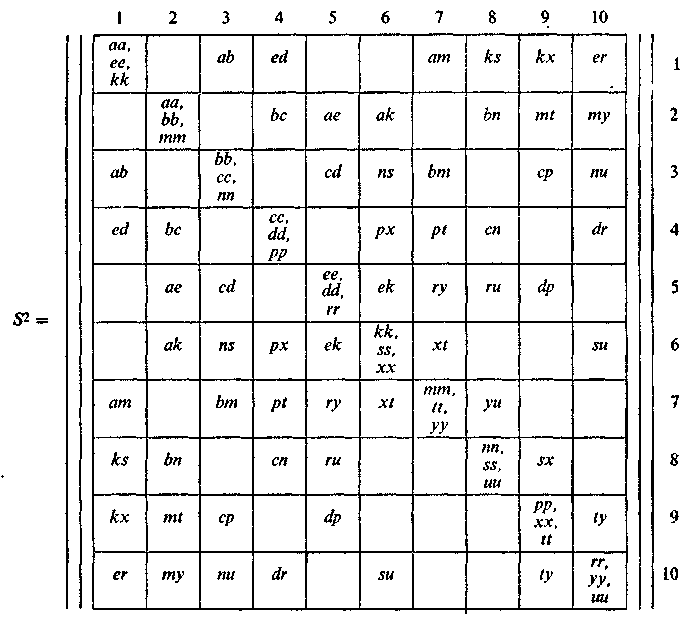 1 2 3 4 5 6 7 8 9 10
aa, ee, kk ab ed am ks kx er 1
aa, bb, mm bc ae ak bn mt my 2
ab bb, cc, nn cd ns bm cp nu 3
ed bc cc, dd, pp px pt cn dr 4
ae cd ee, dd, rr ek ry ru dp 5
S² =
ak ns px ek kk, ss, xx xt su 6
am bm pt ry xt mm, tt, yy yu 7
ks bn cn ru nn, ss, uu sx 8
kx mt cp dp pp, xx, tt ty 9
er my nu dr su ty rr, yy, uu 10